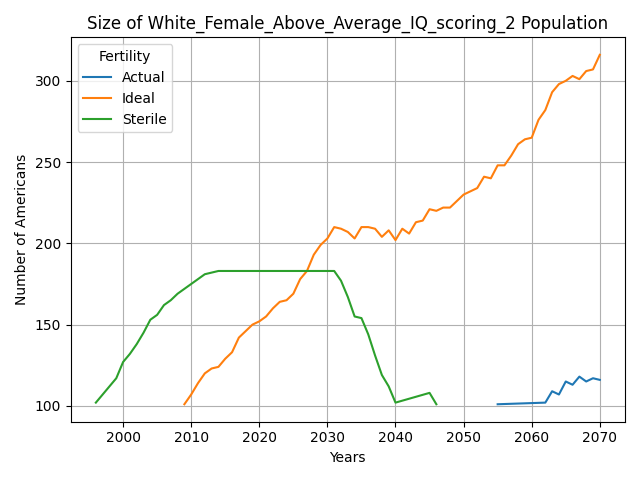 Size of White_Female_Above_Average_IQ_scoring_2 Population
Fertility
Actual
Ideal
Sterile
Number of Americans
300
250
200
150
100
2000
2010
2020
2030
2040
2050
2060
2070
Years